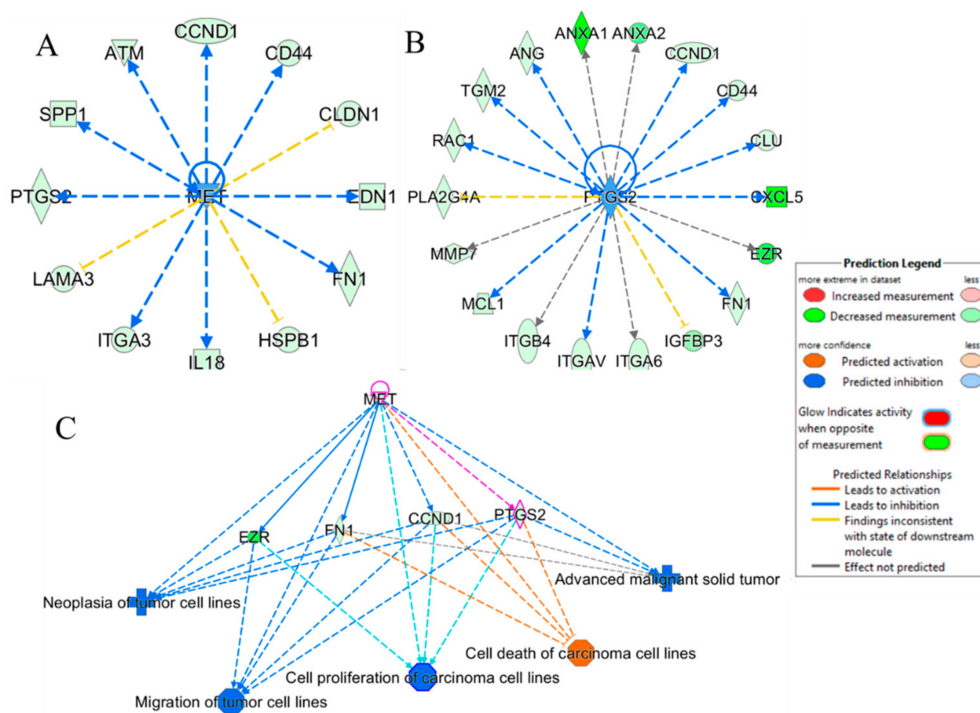 A
CCND1
ATM
CD44
SPP1
CLDN1
MET
PTGS2
EDN1
LAMA3
FN1
ITGA3
HSPB1
IL18
B
ANXA1
ANXA2
ANG
CCND1
TGM2
CD44
RAC1
CLU
PLA2G4A
PTGS2
CXCL5
MMP7
EZR
MCL1
FN1
ITGB4
IGFBP3
ITGAV
ITGA6
C
MET
EZR
FN1
CCND1
PTGS2
Neoplasia of tumor cell lines
Advanced malignant solid tumor
Cell death of carcinoma cell lines
Cell proliferation of carcinoma cell lines
Migration of tumor cell lines
Prediction Legend
more extreme in dataset less
Increased measurement
Decreased measurement
more confidence less
Predicted activation
Predicted inhibition
Glow Indicates activity
when opposite
of measurement
Predicted Relationships
Leads to activation
Leads to inhibition
Findings inconsistent
with state of downstream
molecule
Effect not predicted